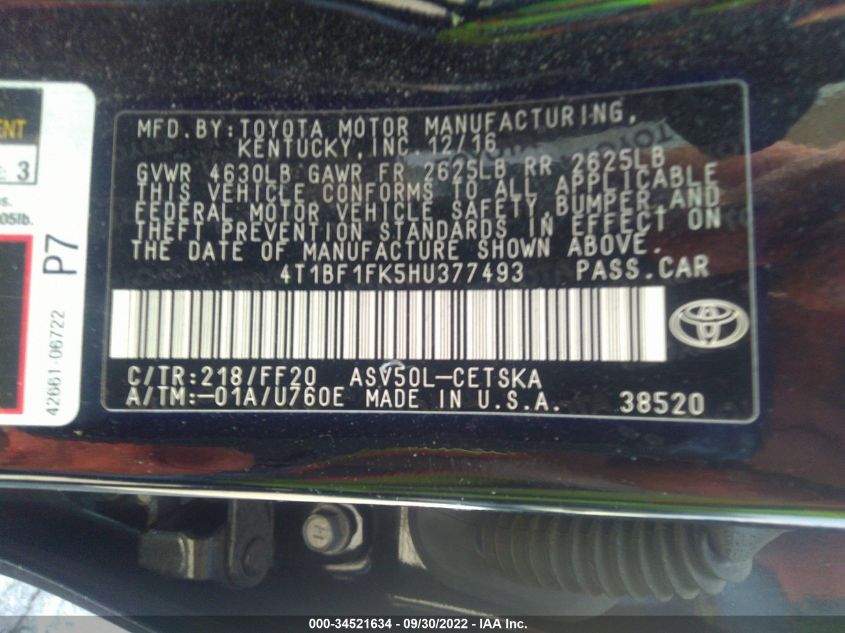 MFD. BY: TOYOTA MOTOR MANUFACTURING,
KENTUCKY, INC. 12/16
GVWR 4630LB GAWR FR 2625LB RR 2625LB
THIS VEHICLE CONFORMS TO ALL APPLICABLE
FEDERAL MOTOR VEHICLE SAFETY, BUMPER, AND
THEFT PREVENTION STANDARDS IN EFFECT ON
THE DATE OF MANUFACTURE SHOWN ABOVE.
4T1BF1FK5HU377493 PASS. CAR
C/TR: 218/FF20 ASV50L-CETSKA
A/TM: -01A/U760E MADE IN U.S.A. 38520
3
05lb.
P7
42661-06722
000-34521634 - 09/30/2022 - IAA Inc.